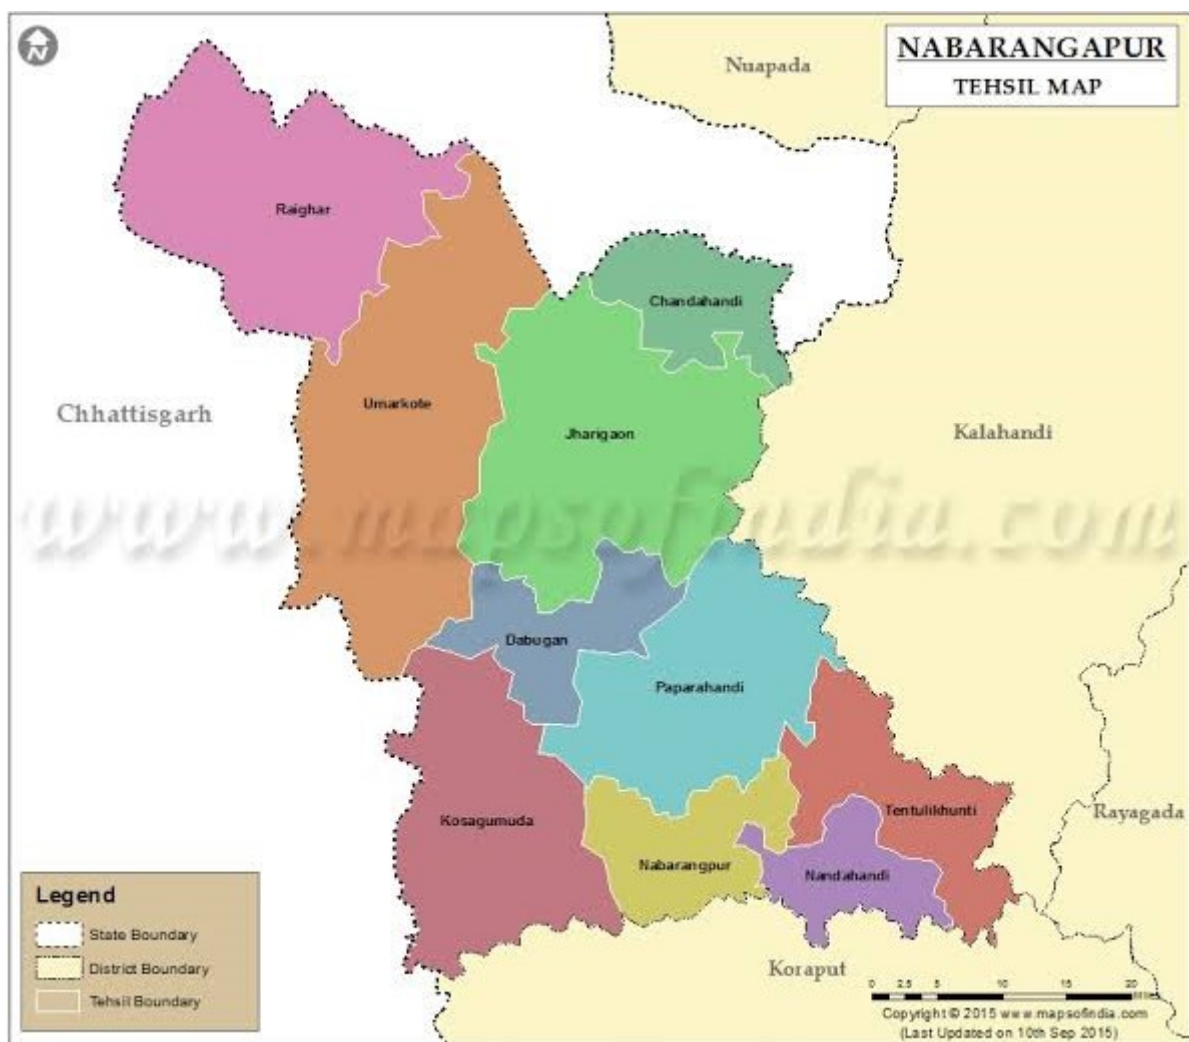 N
NABARANGAPUR
TEHSIL MAP
Nuapada
Raighar
Chandahandi
Umarkote
Chhattisgarh
Jharigaon
Kalahandi
www.mapsofindia.com
Dabugan
Paparahandi
Kosagumuda
Tentulikhunti
Rayagada
Nabarangpur
Nandahandi
Koraput
Legend
State Boundary
District Boundary
Tehsil Boundary
0 2.5 5 10 15 20
Copyright © 2015 www.mapsofindia.com
(Last Updated on 10th Sep 2015)